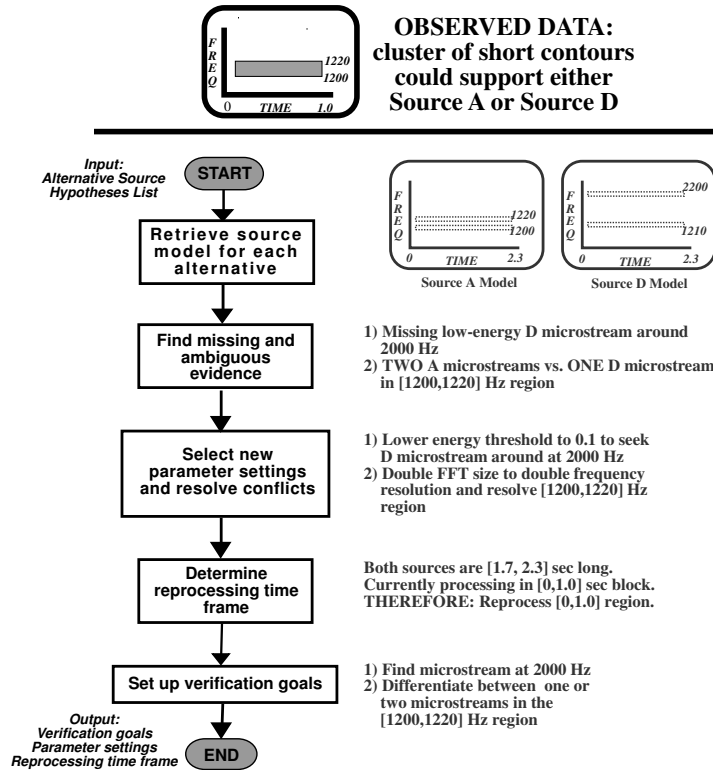 F
R
E
Q
1220
1200
0 TIME 1.0
OBSERVED DATA:
cluster of short contours
could support either
Source A or Source D
Input:
Alternative Source
Hypotheses List
START
Retrieve source
model for each
alternative
F
R
E
Q
1220
1200
0 TIME 2.3
Source A Model
F
R
E
Q
2200
1210
0 TIME 2.3
Source D Model
Find missing and
ambiguous
evidence
1) Missing low-energy D microstream around
2000 Hz
2) TWO A microstreams vs. ONE D microstream
in [1200,1220] Hz region
Select new
parameter settings
and resolve conflicts
1) Lower energy threshold to 0.1 to seek
D microstream around at 2000 Hz
2) Double FFT size to double frequency
resolution and resolve [1200,1220] Hz
region
Determine
reprocessing time
frame
Both sources are [1.7, 2.3] sec long.
Currently processing in [0,1.0] sec block.
THEREFORE: Reprocess [0,1.0] region.
Set up verification goals
1) Find microstream at 2000 Hz
2) Differentiate between one or
two microstreams in the
[1200,1220] Hz region
Output:
Verification goals
Parameter settings
Reprocessing time frame
END